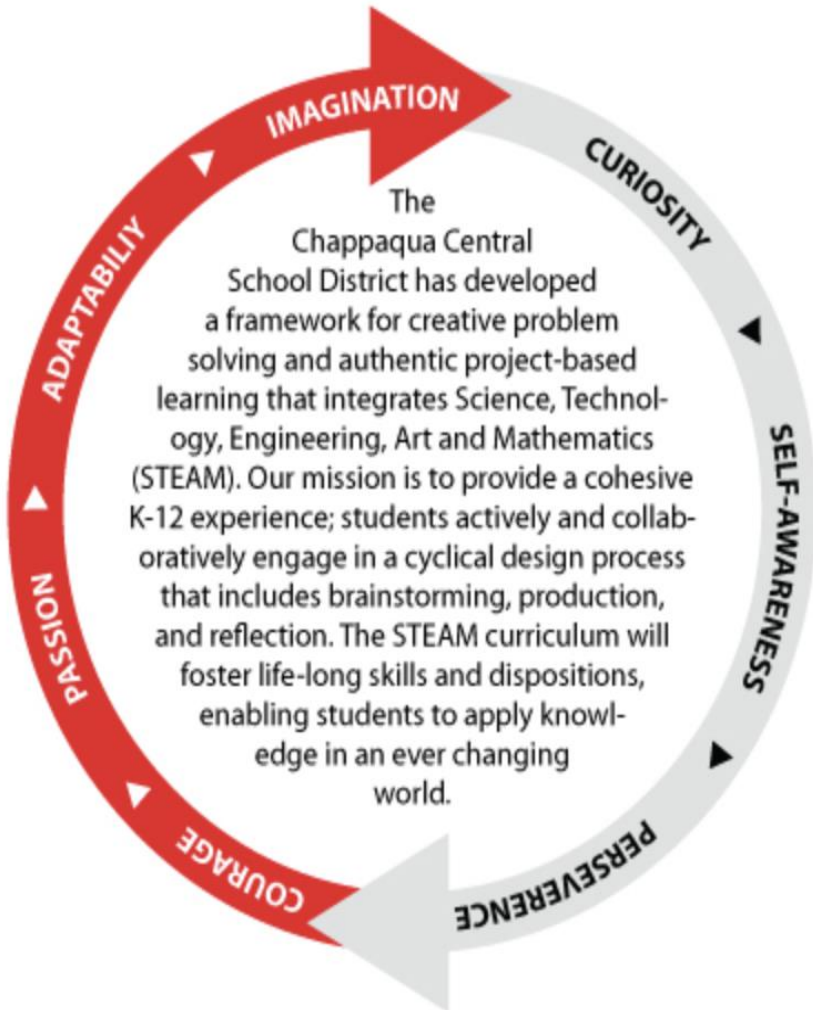 IMAGINATION
CURIOSITY
SELF-AWARENESS
PERSEVERENCE
COURAGE
PASSION
ADAPTABILIY
The
Chappaqua Central
School District has developed
a framework for creative problem
solving and authentic project-based
learning that integrates Science, Technol-
ogy, Engineering, Art and Mathematics
(STEAM). Our mission is to provide a cohesive
K-12 experience; students actively and collab-
oratively engage in a cyclical design process
that includes brainstorming, production,
and reflection. The STEAM curriculum will
foster life-long skills and dispositions,
enabling students to apply knowl-
edge in an ever changing
world.